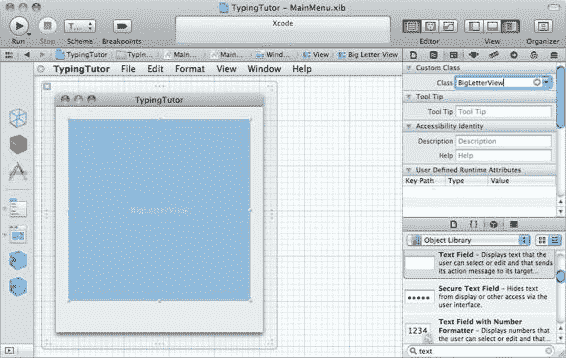 TypingTutor – MainMenu.xib
Xcode
Run
Stop
T...
Scheme
Breakpoints
Editor
View
Organizer
TypingTutor
Typin...
Main...
Main...
Wind...
View
Big Letter View
TypingTutor File Edit Format View Window Help
TypingTutor
BigLetterView
Custom Class
Class BigLetterView
Tool Tip
Tool Tip Tool Tip
Accessibility Identity
Description Description
Help Help
User Defined Runtime Attributes
Key Path Type Value
Object Library
Text Field – Displays text that the
user can select or edit and that sends
its action message to its target...
Secure Text Field – Hides text
from display or other access via the
user interface.
1234
Text Field with Number
Formatter – Displays numbers that
the user can select or edit and that...
text